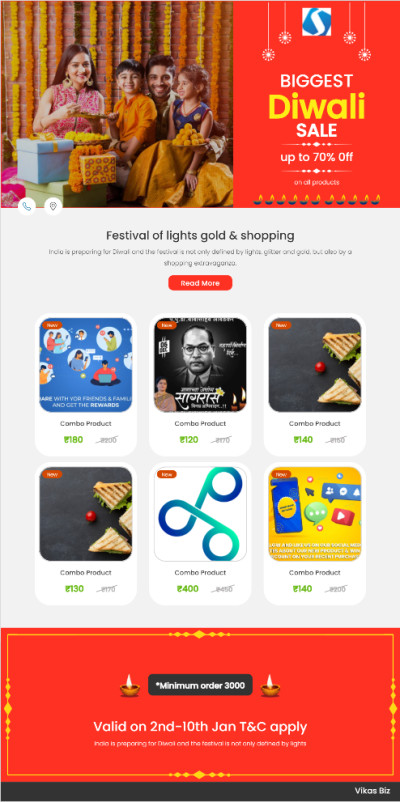 BIGGEST
Diwali
SALE
up to 70% 0ff
on all products
Festival of lights gold & shopping
India is preparing for Diwali and the festival is not only defined by lights, glitter and gold, but also by a
shopping extravaganza.
Read More
New
SHARE WITH YOR FRIENDS & FAMILI
AND GET THE REWARDS
Combo Product
₹180 ₹200
New
सागरास
Combo Product
₹120 ₹170
New
Combo Product
₹140 ₹150
New
Combo Product
₹130 ₹170
New
Combo Product
₹400 ₹450
New
Combo Product
₹140 ₹200
*Minimum order 3000
Valid on 2nd-10th Jan T&C apply
India is preparing for Diwali and the festival is not only defined by lights
Vikas Biz